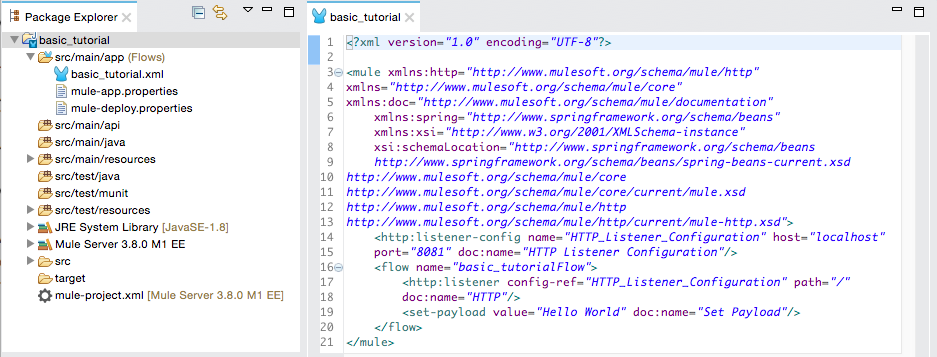 Package Explorer
basic_tutorial
src/main/app (Flows)
basic_tutorial.xml
mule-app.properties
mule-deploy.properties
src/main/api
src/main/java
src/main/resources
src/test/java
src/test/munit
src/test/resources
JRE System Library [JavaSE-1.8]
Mule Server 3.8.0 M1 EE
src
target
mule-project.xml [Mule Server 3.8.0 M1 EE]
basic_tutorial
1 <?xml version="1.0" encoding="UTF-8"?>
2
3 <mule xmlns:http="http://www.mulesoft.org/schema/mule/http"
4 xmlns="http://www.mulesoft.org/schema/mule/core"
5 xmlns:doc="http://www.mulesoft.org/schema/mule/documentation"
6 xmlns:spring="http://www.springframework.org/schema/beans"
7 xmlns:xsi="http://www.w3.org/2001/XMLSchema-instance"
8 xsi:schemaLocation="http://www.springframework.org/schema/beans
9 http://www.springframework.org/schema/beans/spring-beans-current.xsd
10 http://www.mulesoft.org/schema/mule/core
11 http://www.mulesoft.org/schema/mule/core/current/mule.xsd
12 http://www.mulesoft.org/schema/mule/http
13 http://www.mulesoft.org/schema/mule/http/current/mule-http.xsd">
14 <http:listener-config name="HTTP_Listener_Configuration" host="localhost"
15 port="8081" doc:name="HTTP Listener Configuration"/>
16 <flow name="basic_tutorialFlow">
17 <http:listener config-ref="HTTP_Listener_Configuration" path="/"
18 doc:name="HTTP"/>
19 <set-payload value="Hello World" doc:name="Set Payload"/>
20 </flow>
21 </mule>